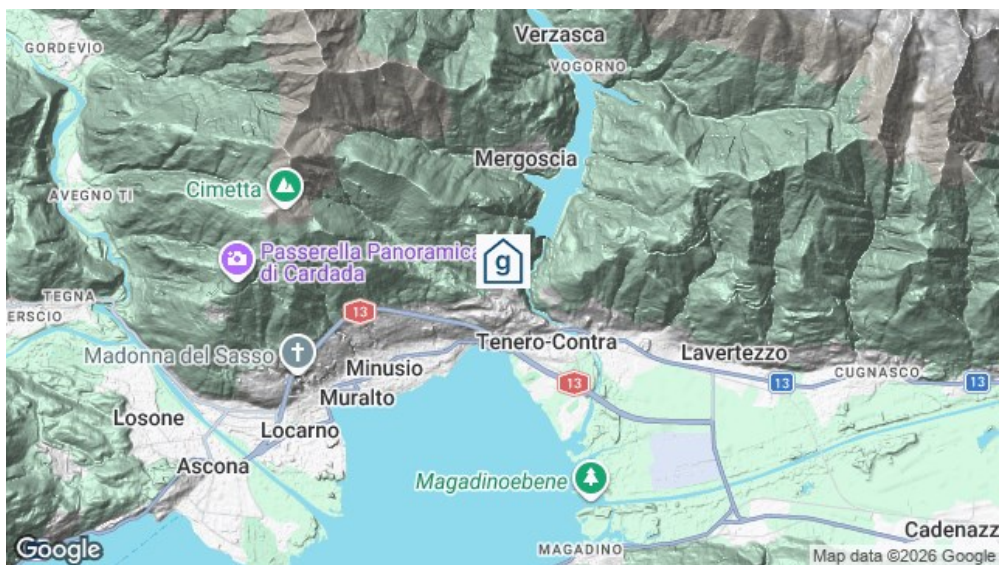 Verzasca
GORDEVIO
VOGORNO
Mergoscia
Cimetta
AVEGNO TI
Passerella Panoramica
di Cardada
g
TEGNA
ERSCIO
13
Madonna del Sasso
Tenero-Contra
Lavertezzo
Minusio
CUGNASCO
13
13
13
Muralto
Losone
Locarno
Ascona
Magadinoebene
Cadenazz
MAGADINO
Google
Map data ©2026 Google